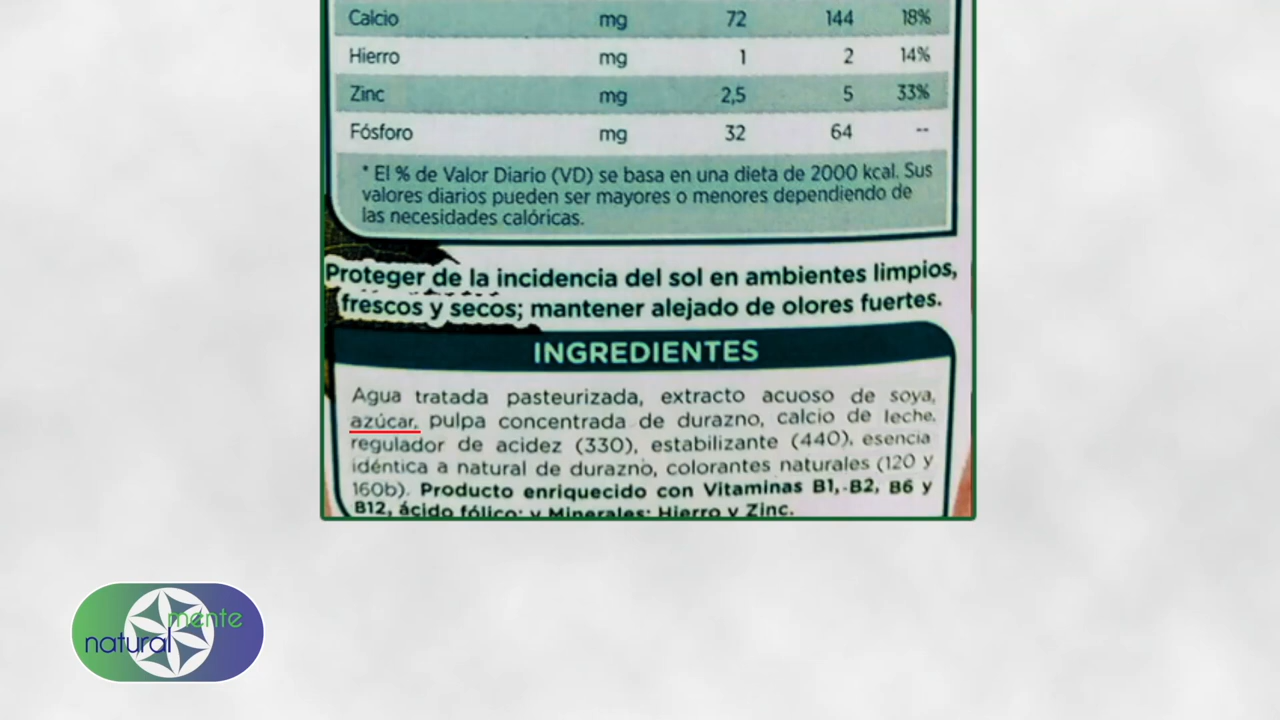 Calcio mg 72 144 18%
Hierro mg 1 2 14%
Zinc mg 2,5 5 33%
Fósforo mg 32 64 --
* El % de Valor Diario (VD) se basa en una dieta de 2000 kcal. Sus
valores diarios pueden ser mayores o menores dependiendo de
las necesidades calóricas.
Proteger de la incidencia del sol en ambientes limpios,
frescos y secos; mantener alejado de olores fuertes.
INGREDIENTES
Agua tratada pasteurizada, extracto acuoso de soya,
azúcar, pulpa concentrada de durazno, calcio de leche,
regulador de acidez (330), estabilizante (440), esencia
idéntica a natural de durazno, colorantes naturales (120 y
160b). Producto enriquecido con Vitaminas B1, B2, B6 y
B12, ácido fólico; y Minerales: Hierro y Zinc.
mente
natural